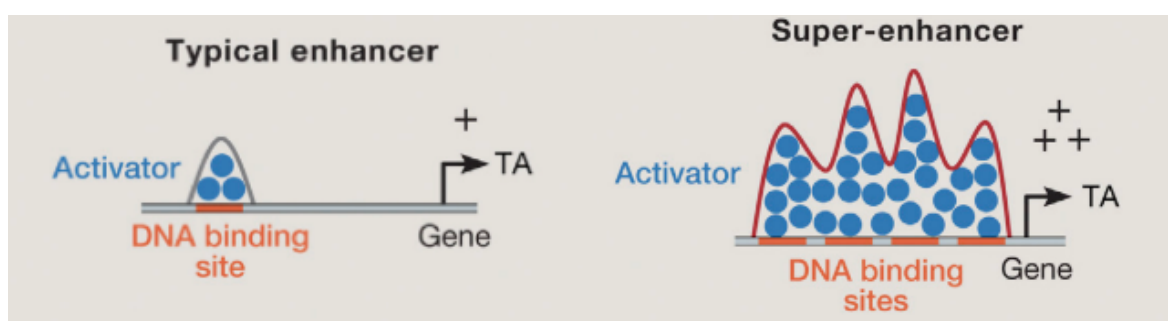 Typical enhancer
+
Activator
TA
DNA binding
site
Gene
Super-enhancer
+
+ +
Activator
TA
DNA binding
sites
Gene